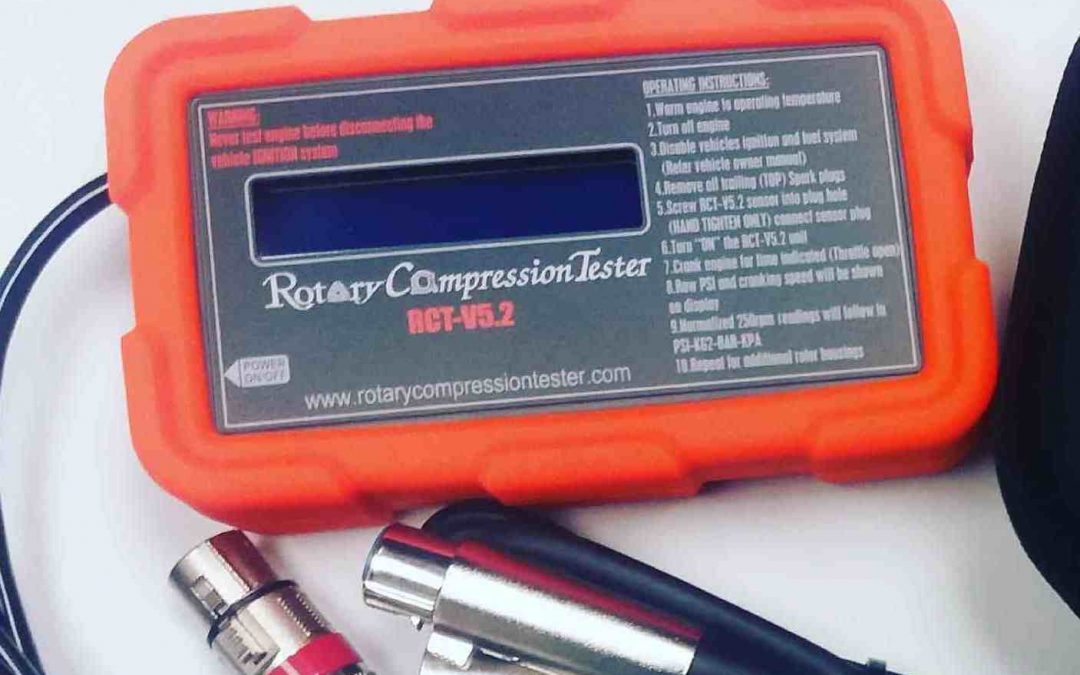 WARNING:
Never test engine before disconnecting the
vehicle IGNITION system
Rotary Compression Tester
RCT-V5.2
POWER
ON/OFF
www.rotarycompressiontester.com
OPERATING INSTRUCTIONS:
1.Warm engine to operating temperature
2.Turn off engine
3.Disable vehicles ignition and fuel system
(Refer vehicle owner manual)
4.Remove all trailing (TOP) Spark plugs
5.Screw RCT-V5.2 sensor into plug hole
(HAND TIGHTEN ONLY) connect sensor plug
6.Turn "ON" the RCT-V5.2 unit
7.Crank engine for time indicated (Throttle open)
8.Raw PSI and cranking speed will be shown
on display
9.Normalized 250rpm readings will follow in
PSI-KG2-BAR-KPA
10.Repeat for additional rotor housings